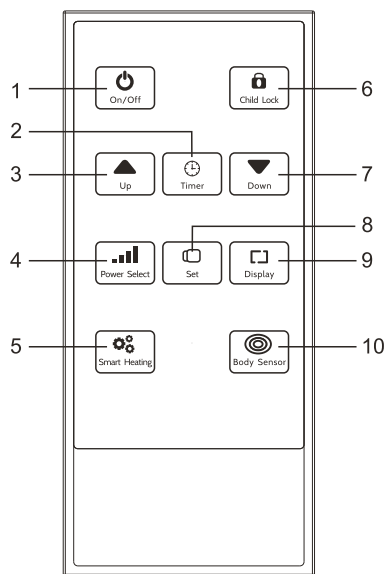 1
On/Off
6
Child Lock
2
3
Up
Timer
Down
7
8
4
Power Select
Set
Display
9
5
Smart Heating
Body Sensor
10